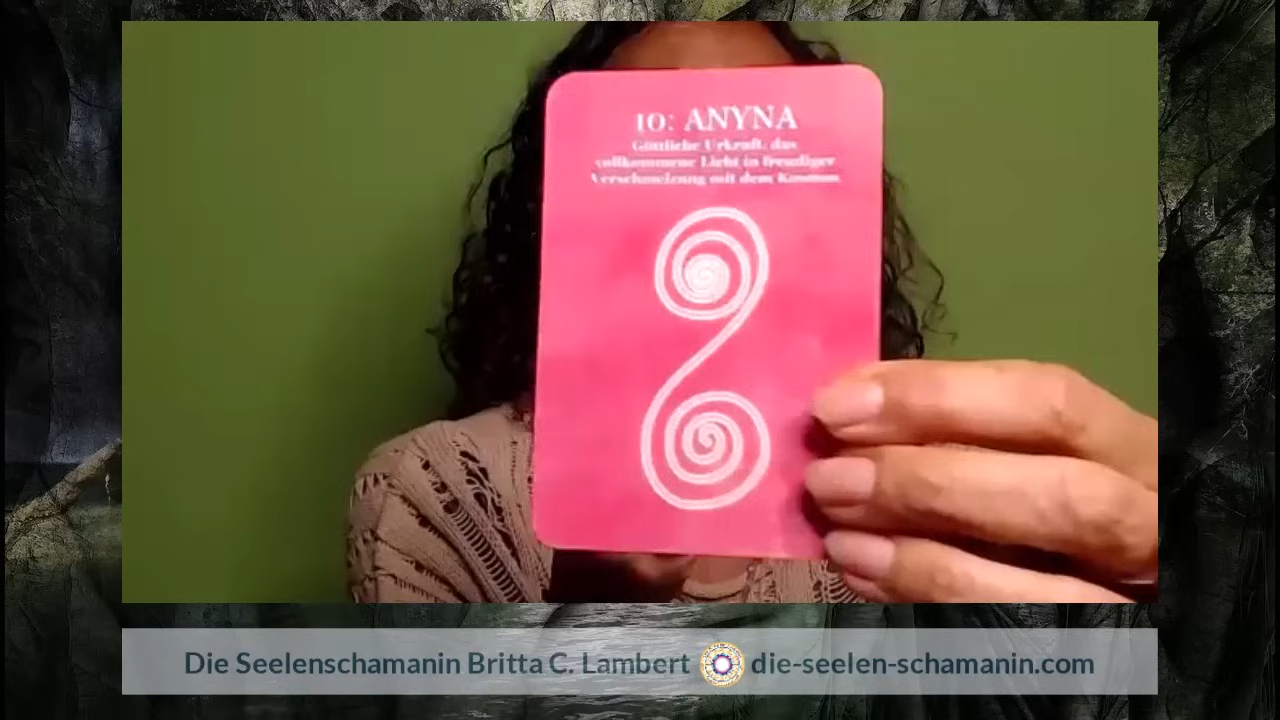 10: ANYNA
Göttliche Urkraft, das
vollkommene Licht in freudiger
Verschmelzung mit dem Kosmos
Die Seelenschamanin Britta C. Lambert die-seelen-schamanin.com